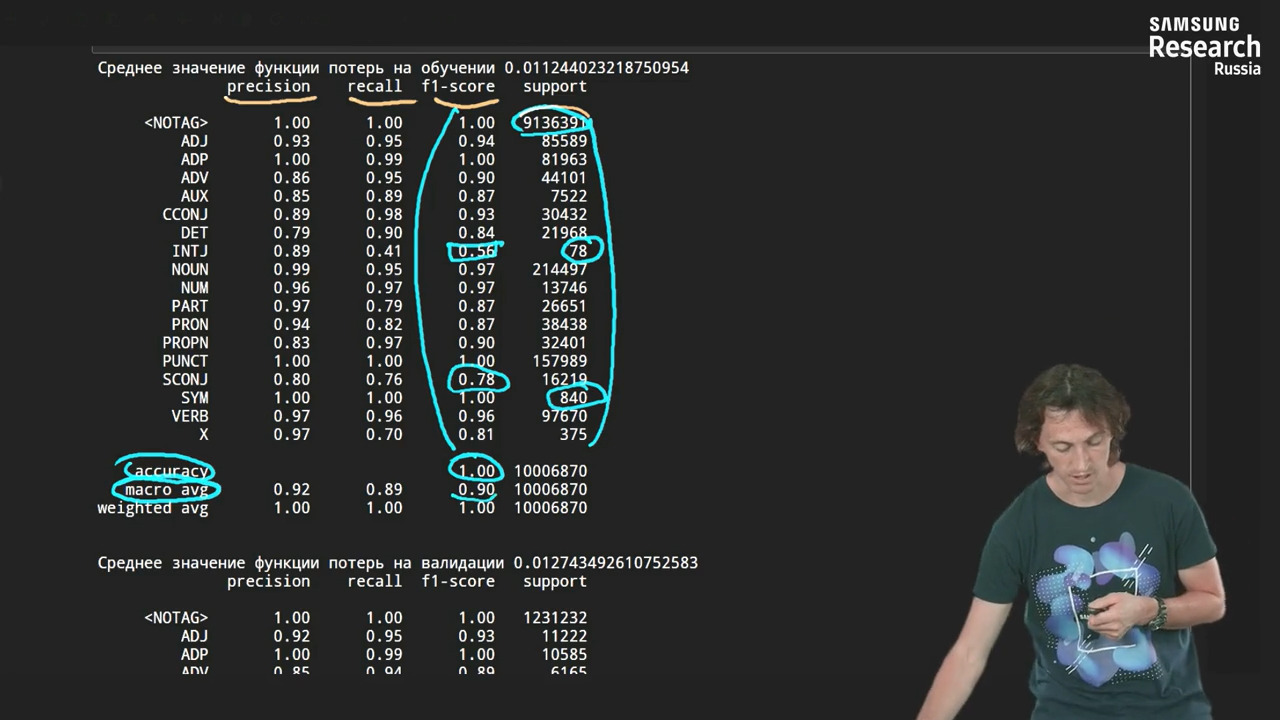 SAMSUNG
Research
Russia
Среднее значение функции потерь на обучении 0.011244023218750954
precision recall f1-score support
<NOTAG> 1.00 1.00 1.00 9136391
ADJ 0.93 0.95 0.94 85589
ADP 1.00 0.99 1.00 81963
ADV 0.86 0.95 0.90 44101
AUX 0.85 0.89 0.87 7522
CCONJ 0.89 0.98 0.93 30432
DET 0.79 0.90 0.84 21968
INTJ 0.89 0.41 0.56 78
NOUN 0.99 0.95 0.97 214497
NUM 0.96 0.97 0.97 13746
PART 0.97 0.79 0.87 26651
PRON 0.94 0.82 0.87 38438
PROPN 0.83 0.97 0.90 32401
PUNCT 1.00 1.00 1.00 157989
SCONJ 0.80 0.76 0.78 16219
SYM 1.00 1.00 1.00 840
VERB 0.97 0.96 0.96 97670
X 0.97 0.70 0.81 375
accuracy 1.00 10006870
macro avg 0.92 0.89 0.90 10006870
weighted avg 1.00 1.00 1.00 10006870
Среднее значение функции потерь на валидации 0.012743492610752583
precision recall f1-score support
<NOTAG> 1.00 1.00 1.00 1231232
ADJ 0.92 0.95 0.93 11222
ADP 1.00 0.99 1.00 10585
ADV 0.85 0.94 0.89 6165